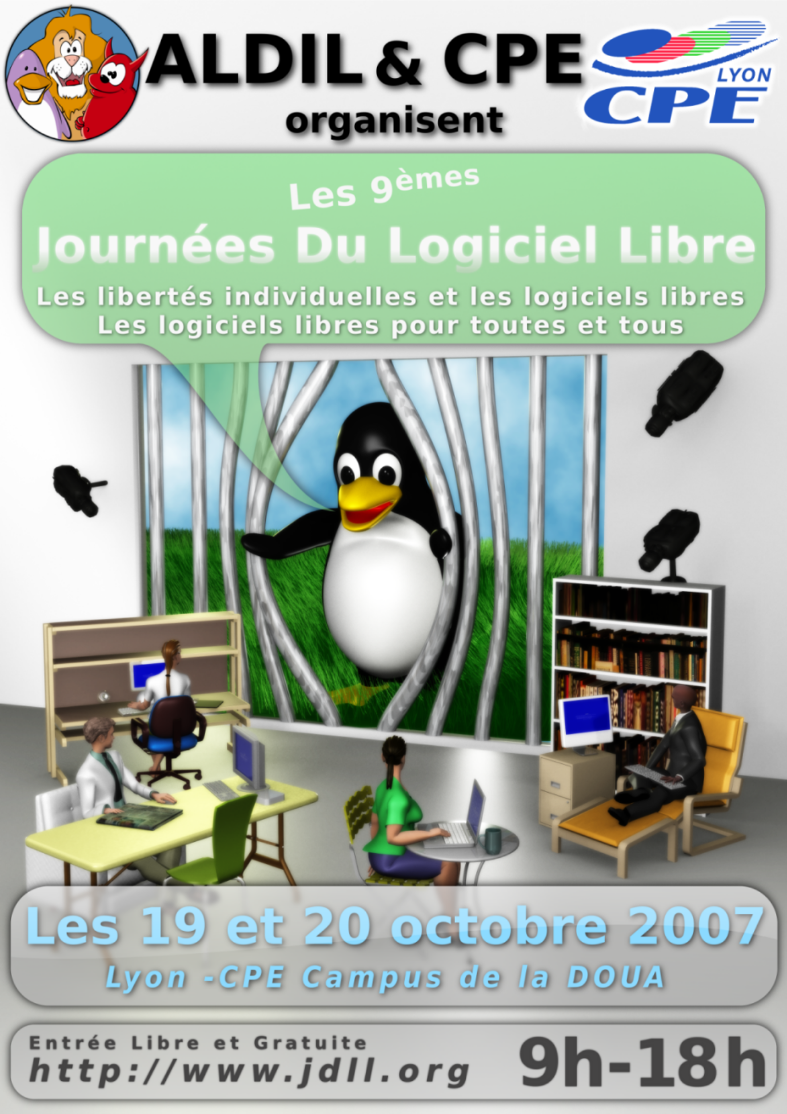 ALDIL & CPE
organisent
LYON
CPE
Les 9èmes
Journées Du Logiciel Libre
Les libertés individuelles et les logiciels libres
Les logiciels libres pour toutes et tous
Les 19 et 20 octobre 2007
Lyon -CPE Campus de la DOUA
Entrée Libre et Gratuite
http://www.jdll.org
9h-18h